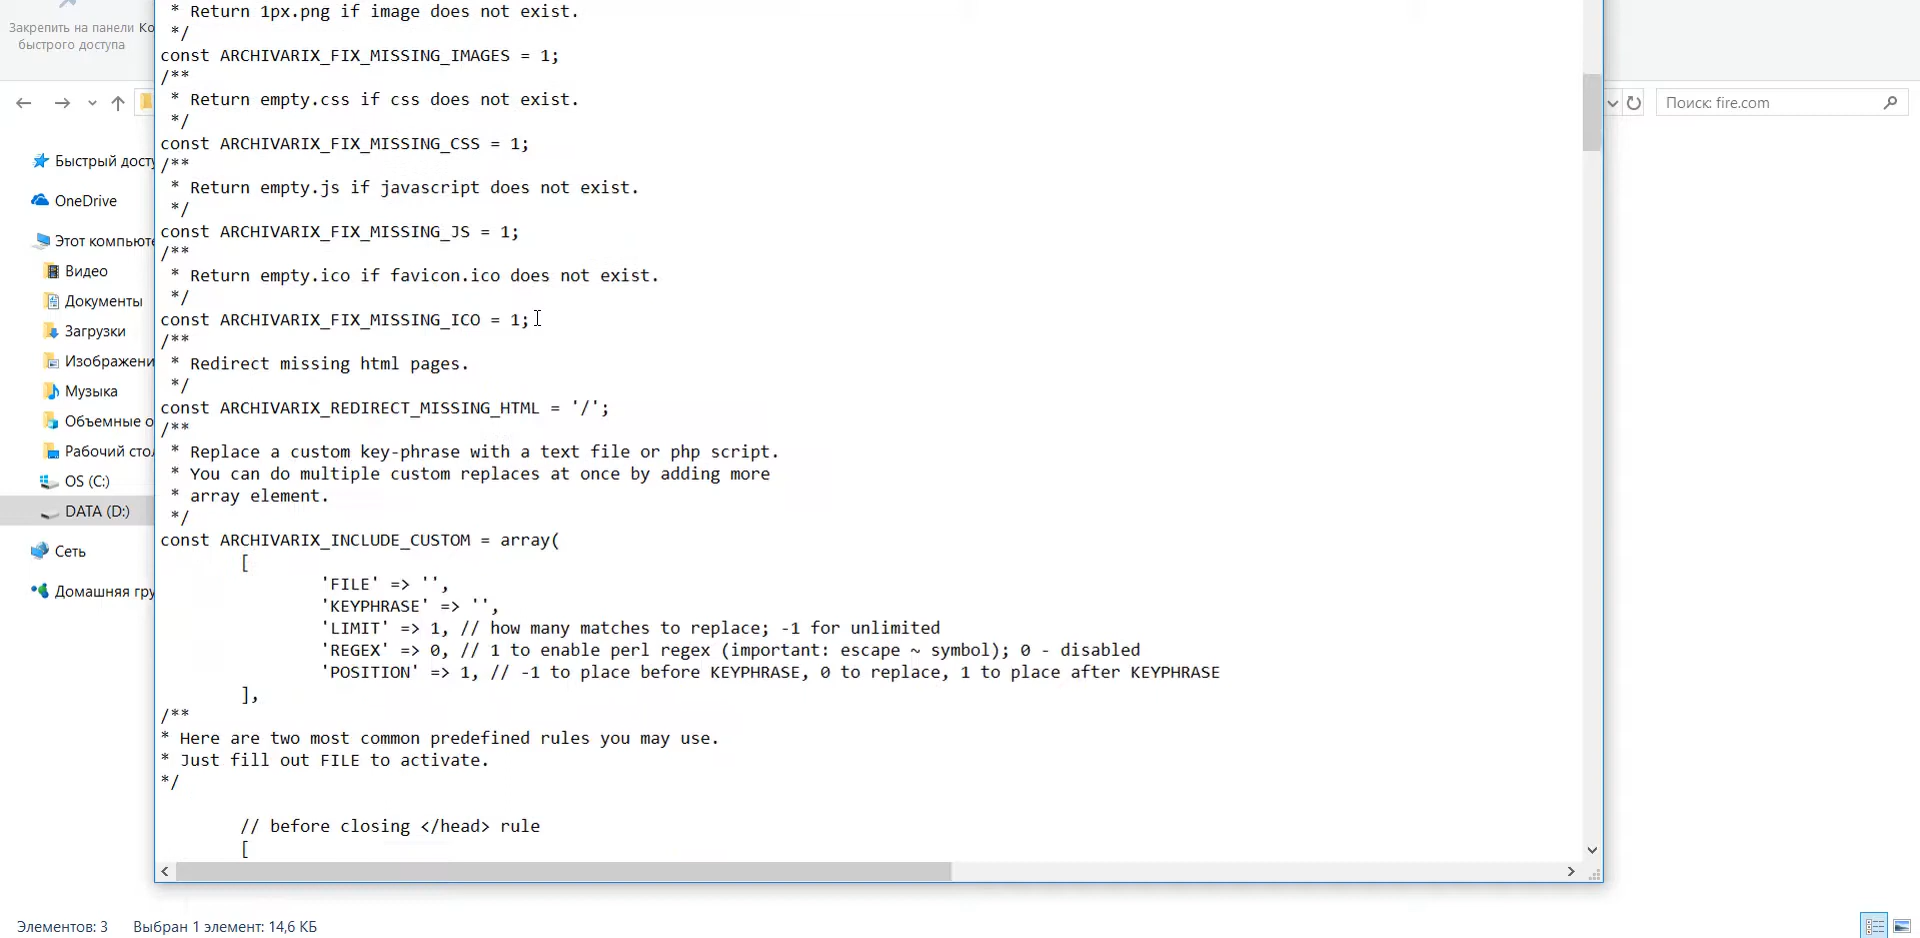 Закрепить на панели
быстрого доступа
Ко
Поиск: fire.com
Быстрый досту
OneDrive
Этот компьюте
Видео
Документы
Загрузки
Изображени
Музыка
Объемные о
Рабочий стол
OS (C:)
DATA (D:)
Сеть
Домашняя гру
* Return 1px.png if image does not exist.
*/
const ARCHIVARIX_FIX_MISSING_IMAGES = 1;
/**
* Return empty.css if css does not exist.
*/
const ARCHIVARIX_FIX_MISSING_CSS = 1;
/**
* Return empty.js if javascript does not exist.
*/
const ARCHIVARIX_FIX_MISSING_JS = 1;
/**
* Return empty.ico if favicon.ico does not exist.
*/
const ARCHIVARIX_FIX_MISSING_ICO = 1;
/**
* Redirect missing html pages.
*/
const ARCHIVARIX_REDIRECT_MISSING_HTML = '/';
/**
* Replace a custom key-phrase with a text file or php script.
* You can do multiple custom replaces at once by adding more
* array element.
*/
const ARCHIVARIX_INCLUDE_CUSTOM = array(
[
'FILE' => '',
'KEYPHRASE' => '',
'LIMIT' => 1, // how many matches to replace; -1 for unlimited
'REGEX' => 0, // 1 to enable perl regex (important: escape ~ symbol); 0 - disabled
'POSITION' => 1, // -1 to place before KEYPHRASE, 0 to replace, 1 to place after KEYPHRASE
],
/**
* Here are two most common predefined rules you may use.
* Just fill out FILE to activate.
*/
// before closing </head> rule
[
Элементов: 3
Выбран 1 элемент: 14,6 КБ